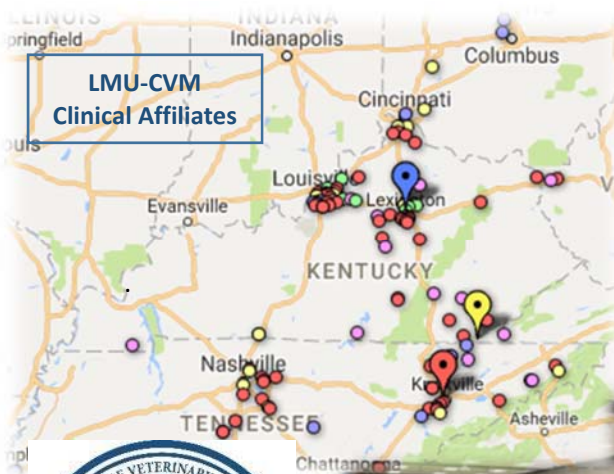 ILLINOIS
INDIANA
Springfield
Indianapolis
Columbus
LMU-CVM
Clinical Affiliates
Cincinnati
Louisville
Lexington
Evansville
KENTUCKY
Nashville
Knoxville
TENNESSEE
Asheville
Chattanooga
VETERINARY